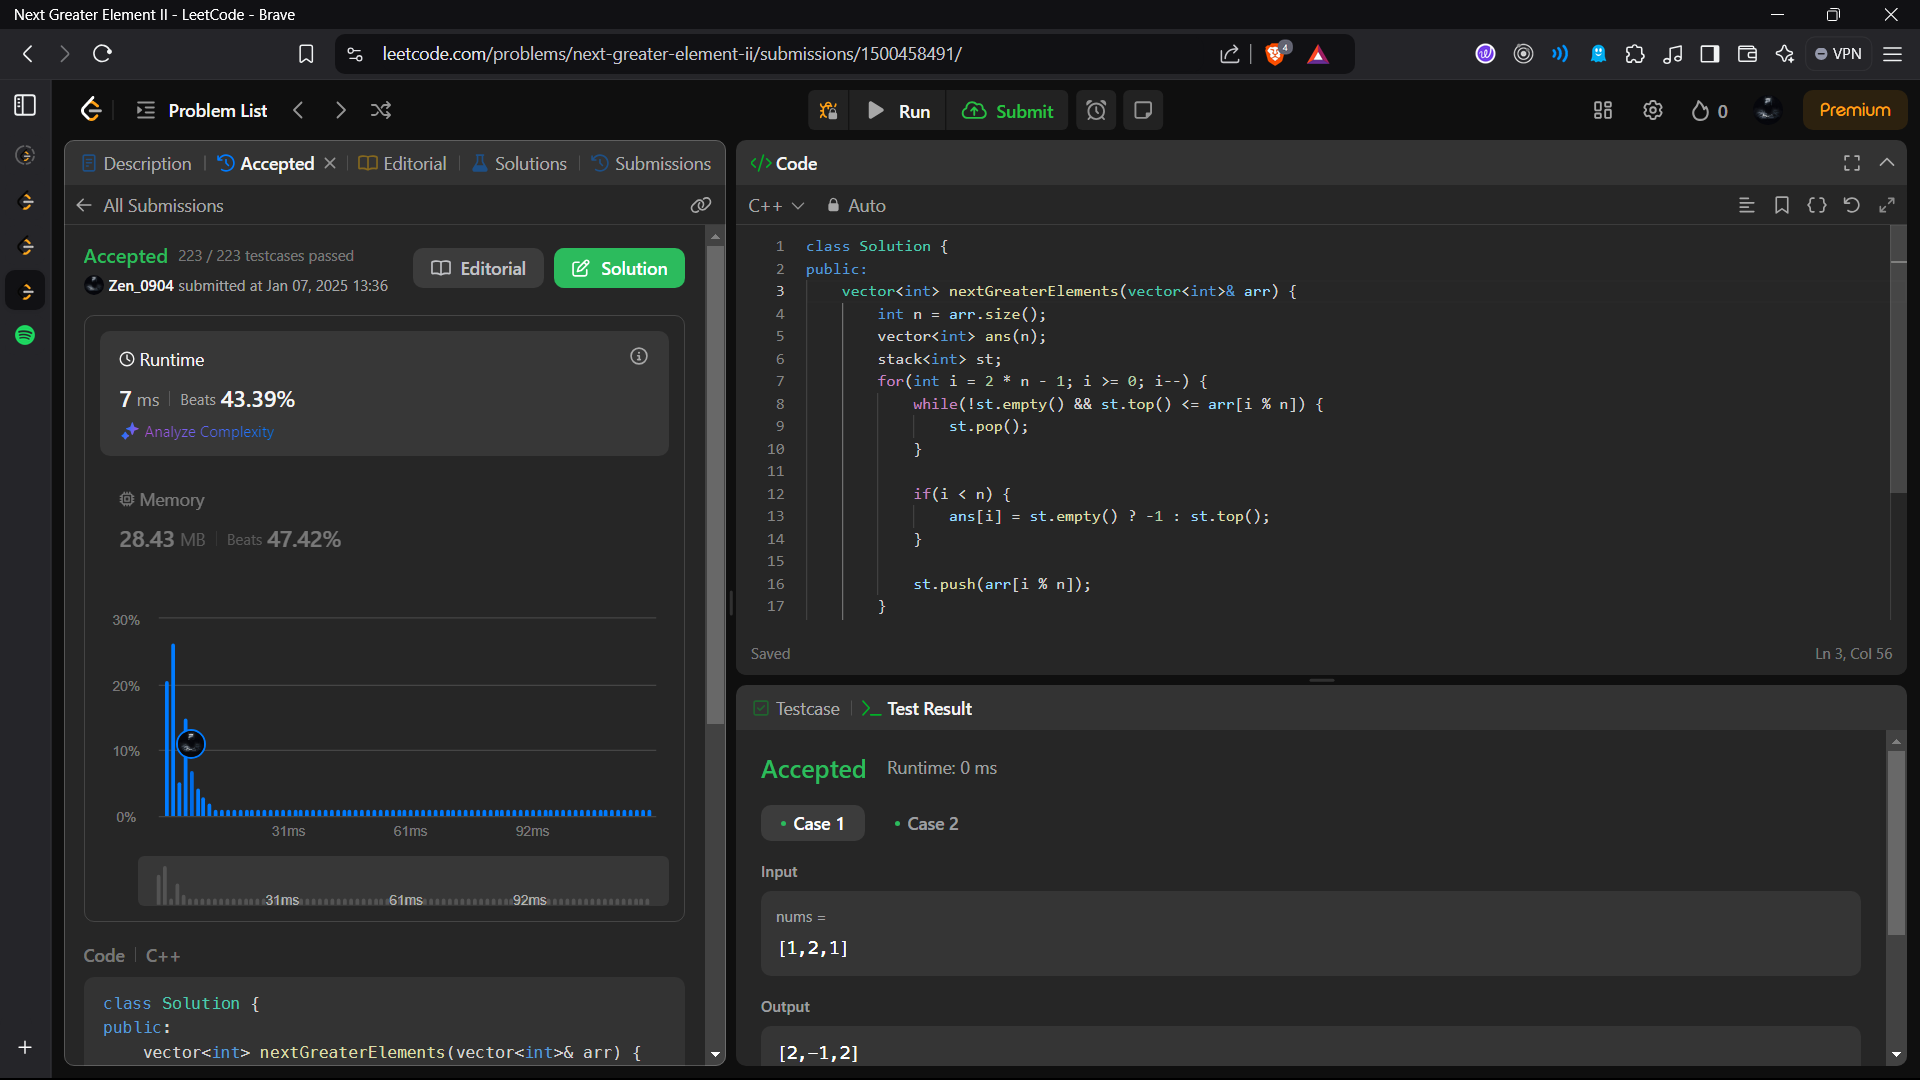 Next Greater Element II - LeetCode - Brave
leetcode.com/problems/next-greater-element-ii/submissions/1500458491/
4
VPN
Problem List
Run
Submit
0
Premium
Description
Accepted
Editorial
Solutions
Submissions
All Submissions
Accepted 223 / 223 testcases passed
Zen_0904 submitted at Jan 07, 2025 13:36
Editorial
Solution
Runtime
7 ms Beats 43.39%
Analyze Complexity
Memory
28.43 MB Beats 47.42%
30%
20%
10%
0%
31ms 61ms 92ms
31ms 61ms 92ms
Code C++
class Solution {
public:
vector<int> nextGreaterElements(vector<int>& arr) {
</> Code
C++ Auto
1 class Solution {
2 public:
3 vector<int> nextGreaterElements(vector<int>& arr) {
4 int n = arr.size();
5 vector<int> ans(n);
6 stack<int> st;
7 for(int i = 2 * n - 1; i >= 0; i--) {
8 while(!st.empty() && st.top() <= arr[i % n]) {
9 st.pop();
10 }
11
12 if(i < n) {
13 ans[i] = st.empty() ? -1 : st.top();
14 }
15
16 st.push(arr[i % n]);
17 }
Saved
Ln 3, Col 56
Testcase
Test Result
Accepted Runtime: 0 ms
• Case 1
• Case 2
Input
nums =
[1,2,1]
Output
[2,-1,2]